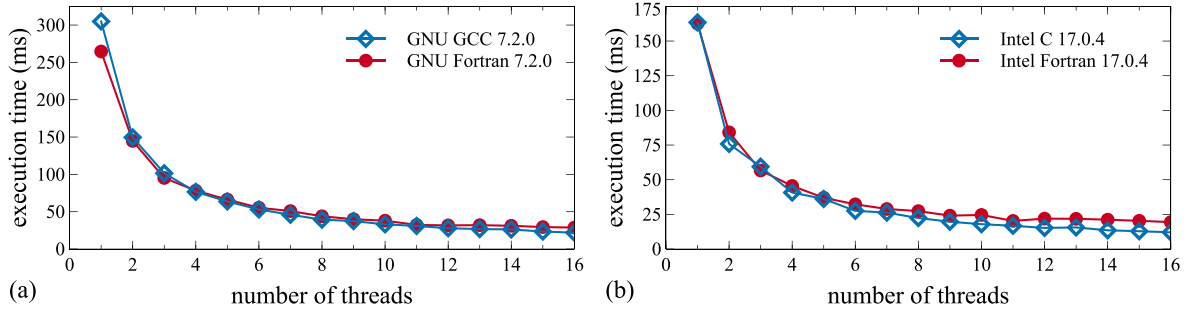 300
250
200
150
100
50
0
execution time (ms)
GNU GCC 7.2.0
GNU Fortran 7.2.0
0 2 4 6 8 10 12 14 16
number of threads
(a)
175
150
125
100
75
50
25
0
execution time (ms)
Intel C 17.0.4
Intel Fortran 17.0.4
0 2 4 6 8 10 12 14 16
number of threads
(b)